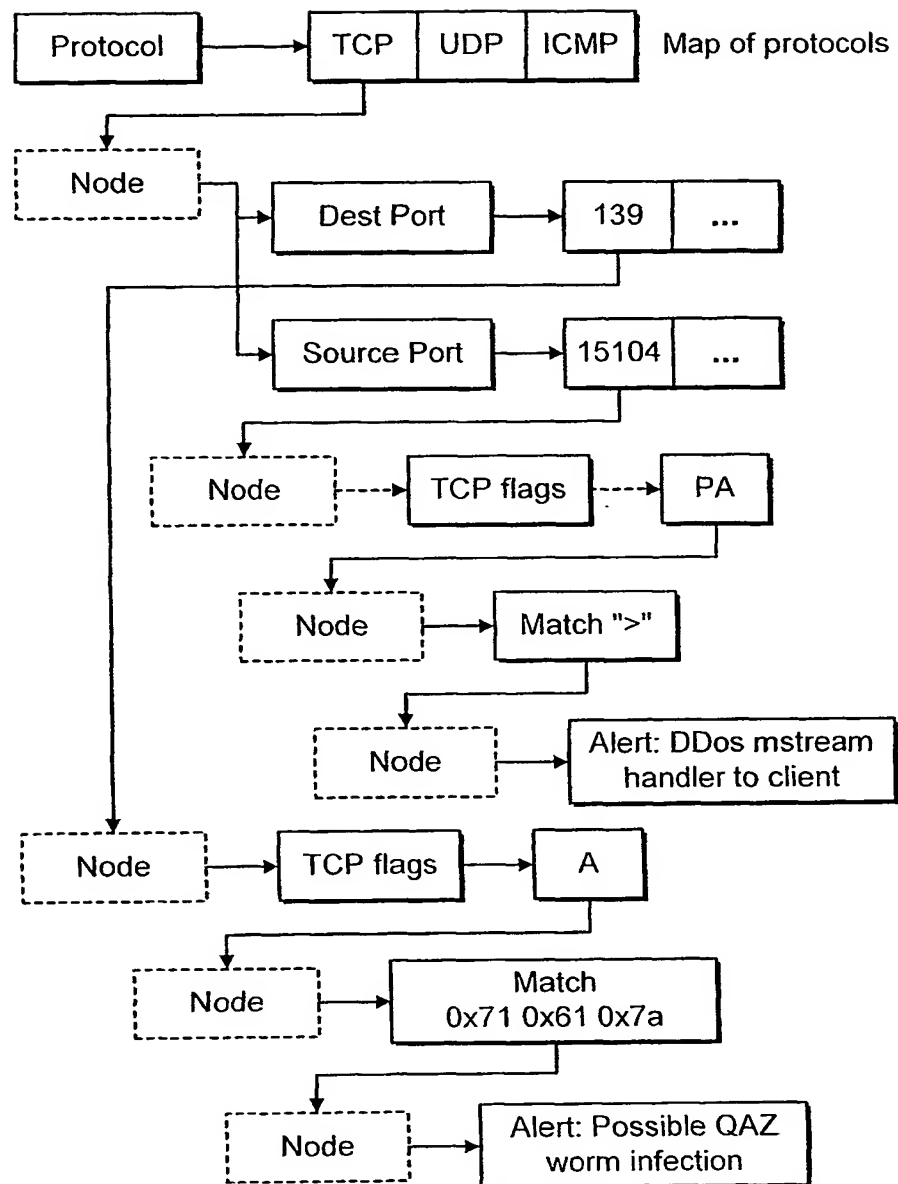 Protocol
TCP UDP ICMP Map of protocols
Node
Dest Port 139 ...
Source Port 15104 ...
Node TCP flags PA
Node Match ">"
Node Alert: DDos mstream
handler to client
Node TCP flags A
Node Match
0x71 0x61 0x7a
Node Alert: Possible QAZ
worm infection